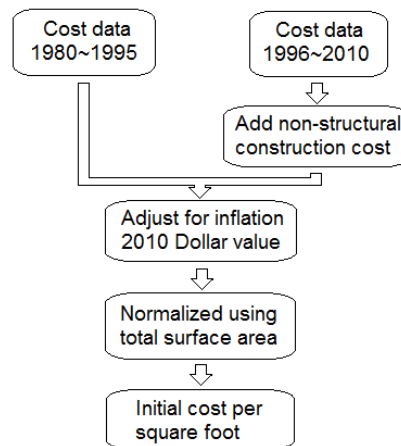 Cost data
1980~1995
Cost data
1996~2010
Add non-structural
construction cost
Adjust for inflation
2010 Dollar value
Normalized using
total surface area
Initial cost per
square foot